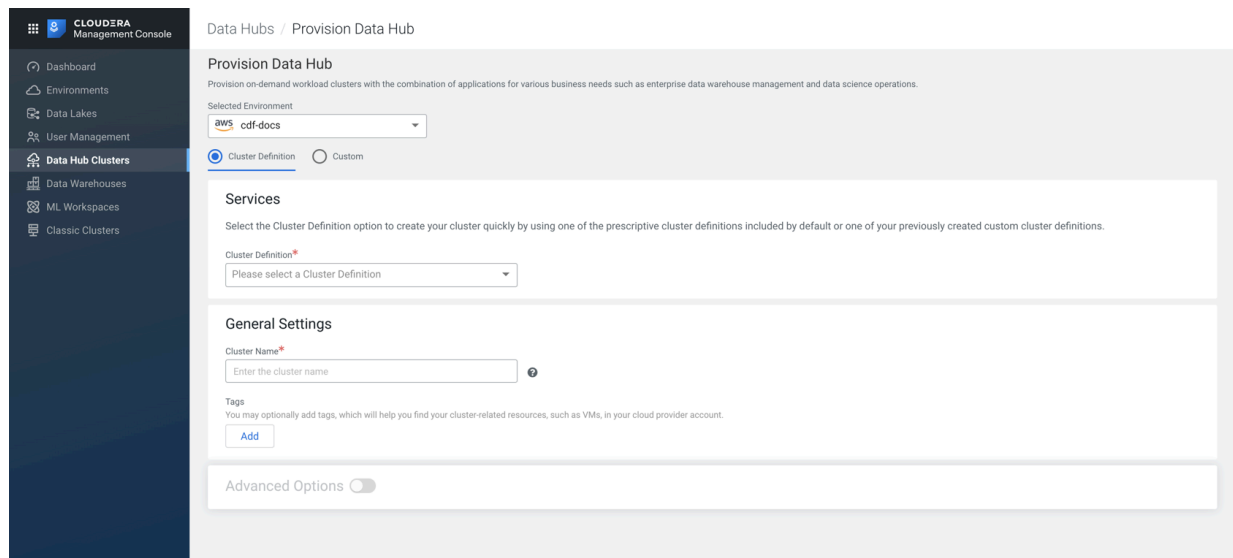 CLOUDERA
Management Console
Dashboard
Environments
Data Lakes
User Management
Data Hub Clusters
Data Warehouses
ML Workspaces
Classic Clusters
Data Hubs / Provision Data Hub
Provision Data Hub
Provision on-demand workload clusters with the combination of applications for various business needs such as enterprise data warehouse management and data science operations.
Selected Environment
aws cdf-docs
Cluster Definition Custom
Services
Select the Cluster Definition option to create your cluster quickly by using one of the prescriptive cluster definitions included by default or one of your previously created custom cluster definitions.
Cluster Definition*
Please select a Cluster Definition
General Settings
Cluster Name*
Enter the cluster name
Tags
You may optionally add tags, which will help you find your cluster-related resources, such as VMs, in your cloud provider account.
Add
Advanced Options